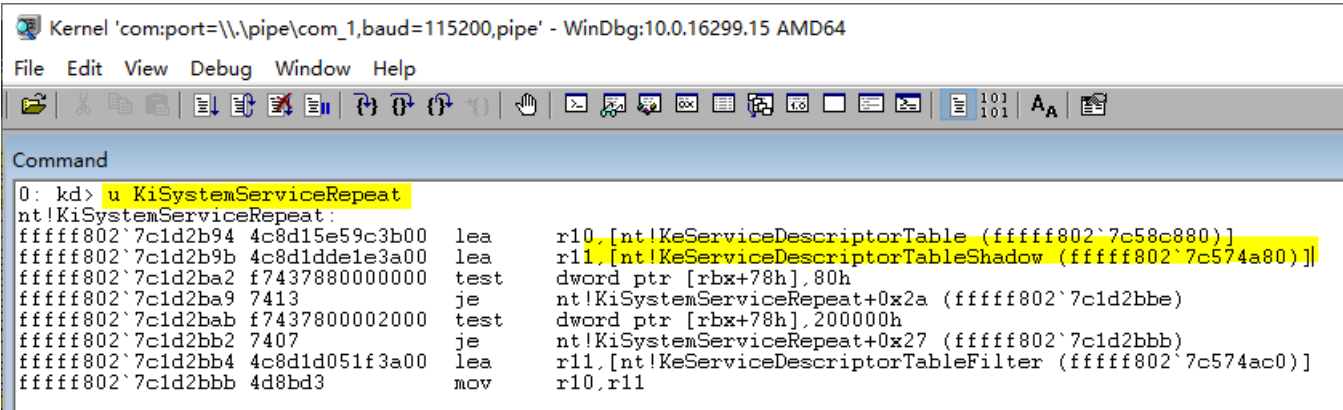 Kernel 'com:port=\\.\pipe\com_1,baud=115200,pipe' - WinDbg:10.0.16299.15 AMD64
File Edit View Debug Window Help
Command
0: kd> u KiSystemServiceRepeat
nt!KiSystemServiceRepeat:
fffff802`7c1d2b94 4c8d15e59c3b00 lea r10,[nt!KeServiceDescriptorTable (fffff802`7c58c880)]
fffff802`7c1d2b9b 4c8d1dde1e3a00 lea r11,[nt!KeServiceDescriptorTableShadow (fffff802`7c574a80)]
fffff802`7c1d2ba2 f7437880000000 test dword ptr [rbx+78h],80h
fffff802`7c1d2ba9 7413 je nt!KiSystemServiceRepeat+0x2a (fffff802`7c1d2bbe)
fffff802`7c1d2bab f7437800002000 test dword ptr [rbx+78h],200000h
fffff802`7c1d2bb2 7407 je nt!KiSystemServiceRepeat+0x27 (fffff802`7c1d2bbb)
fffff802`7c1d2bb4 4c8d1d051f3a00 lea r11,[nt!KeServiceDescriptorTableFilter (fffff802`7c574ac0)]
fffff802`7c1d2bbb 4d8bd3 mov r10,r11